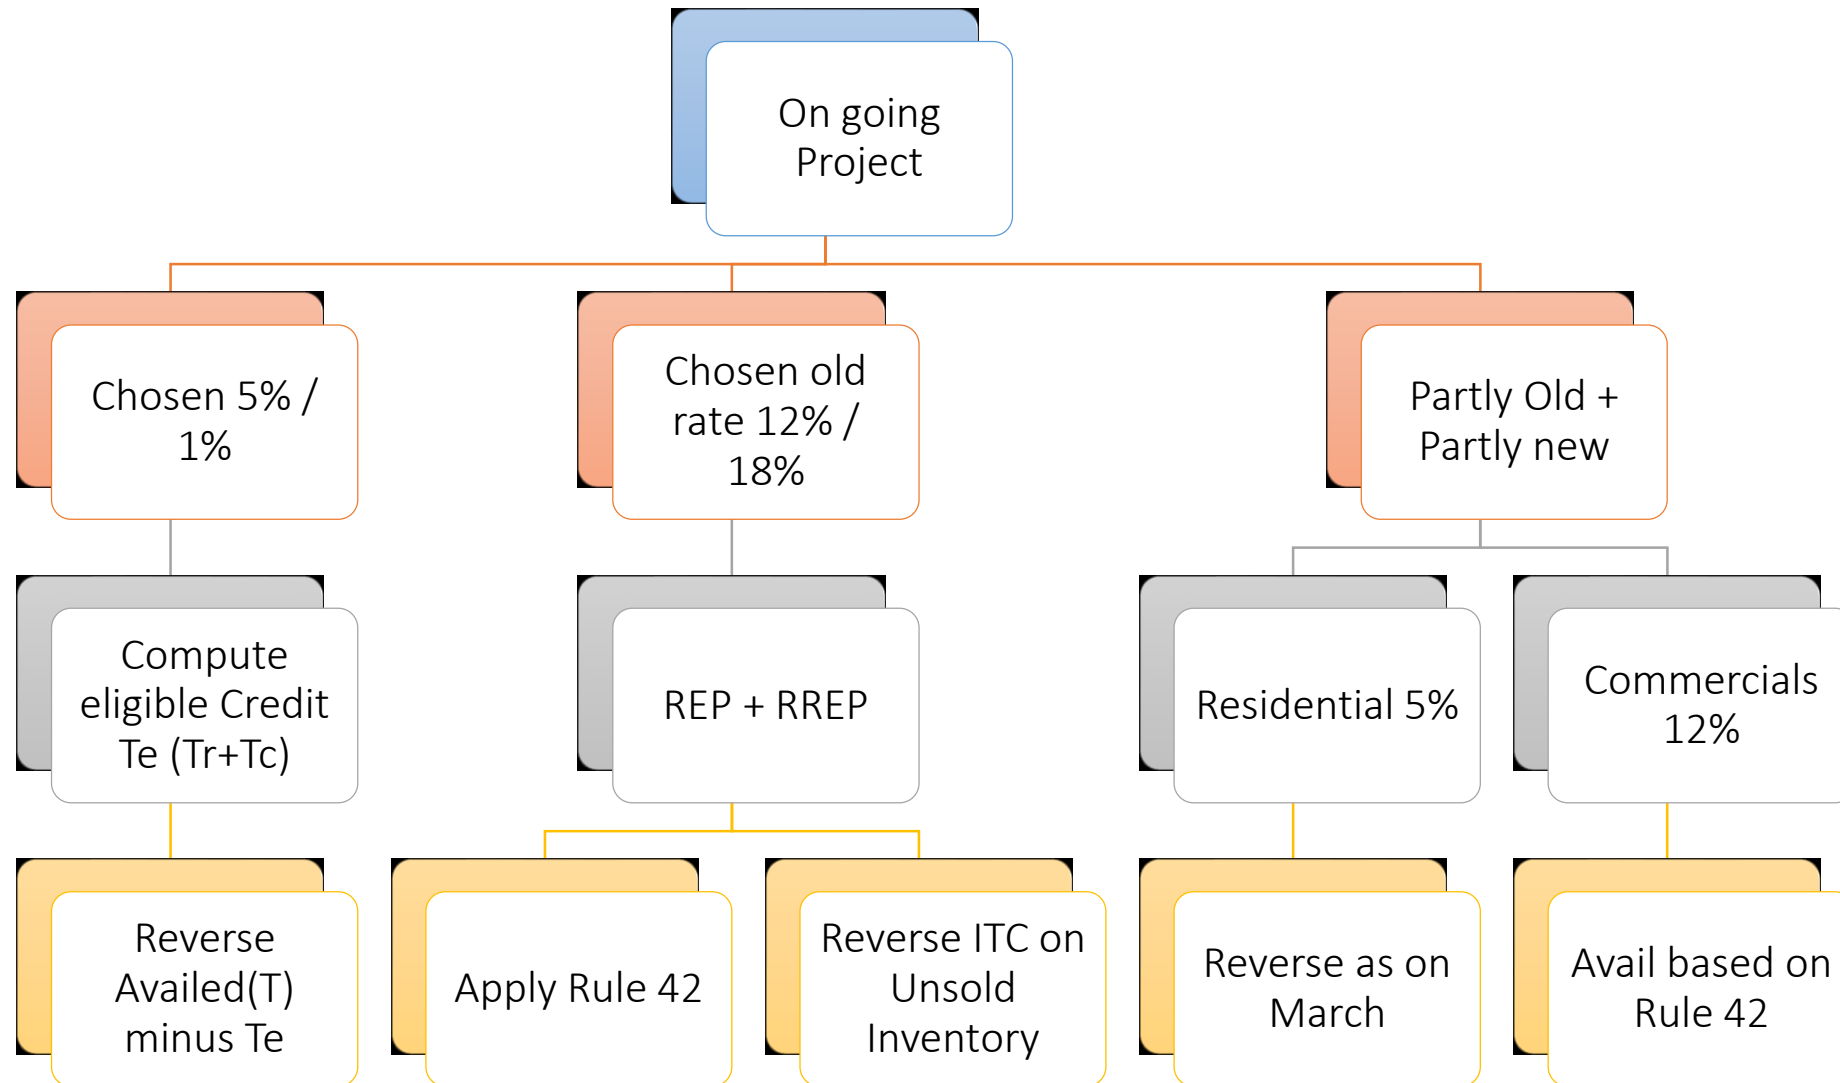 On going
Project
Chosen 5% /
1%
Chosen old
rate 12% /
18%
Partly Old +
Partly new
Compute
eligible Credit
Te (Tr+Tc)
REP + RREP
Residential 5%
Commercials
12%
Reverse
Availed(T)
minus Te
Apply Rule 42
Reverse ITC on
Unsold
Inventory
Reverse as on
March
Avail based on
Rule 42